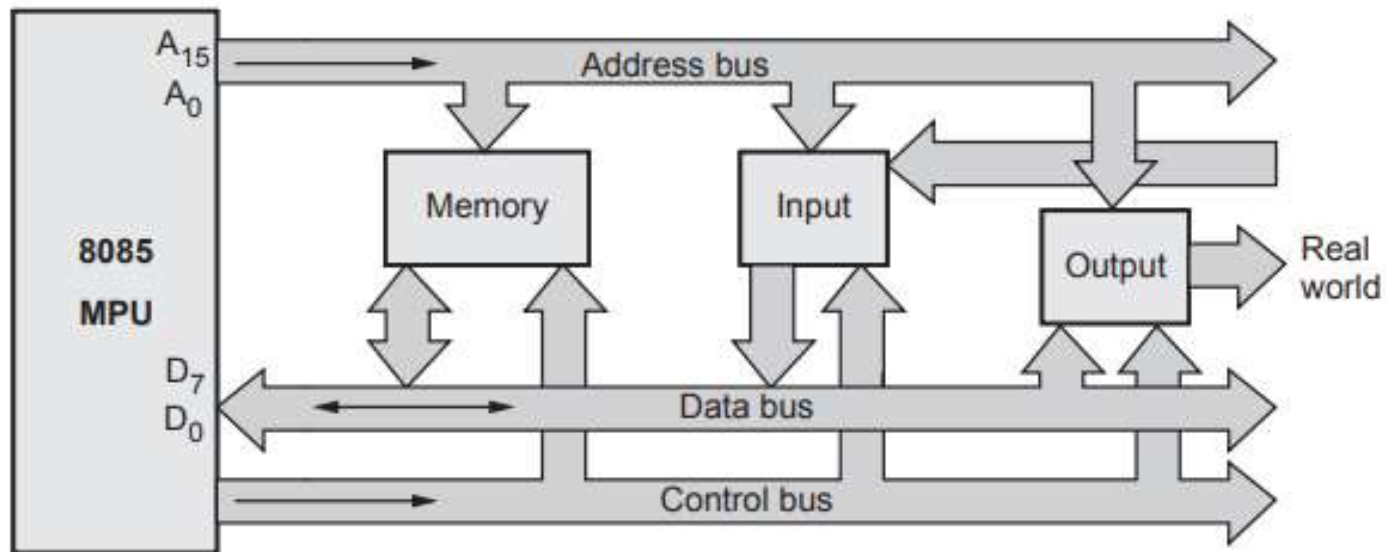 A15
A0
Address bus
Memory
Input
8085
MPU
Output
Real
world
D7
D0
Data bus
Control bus